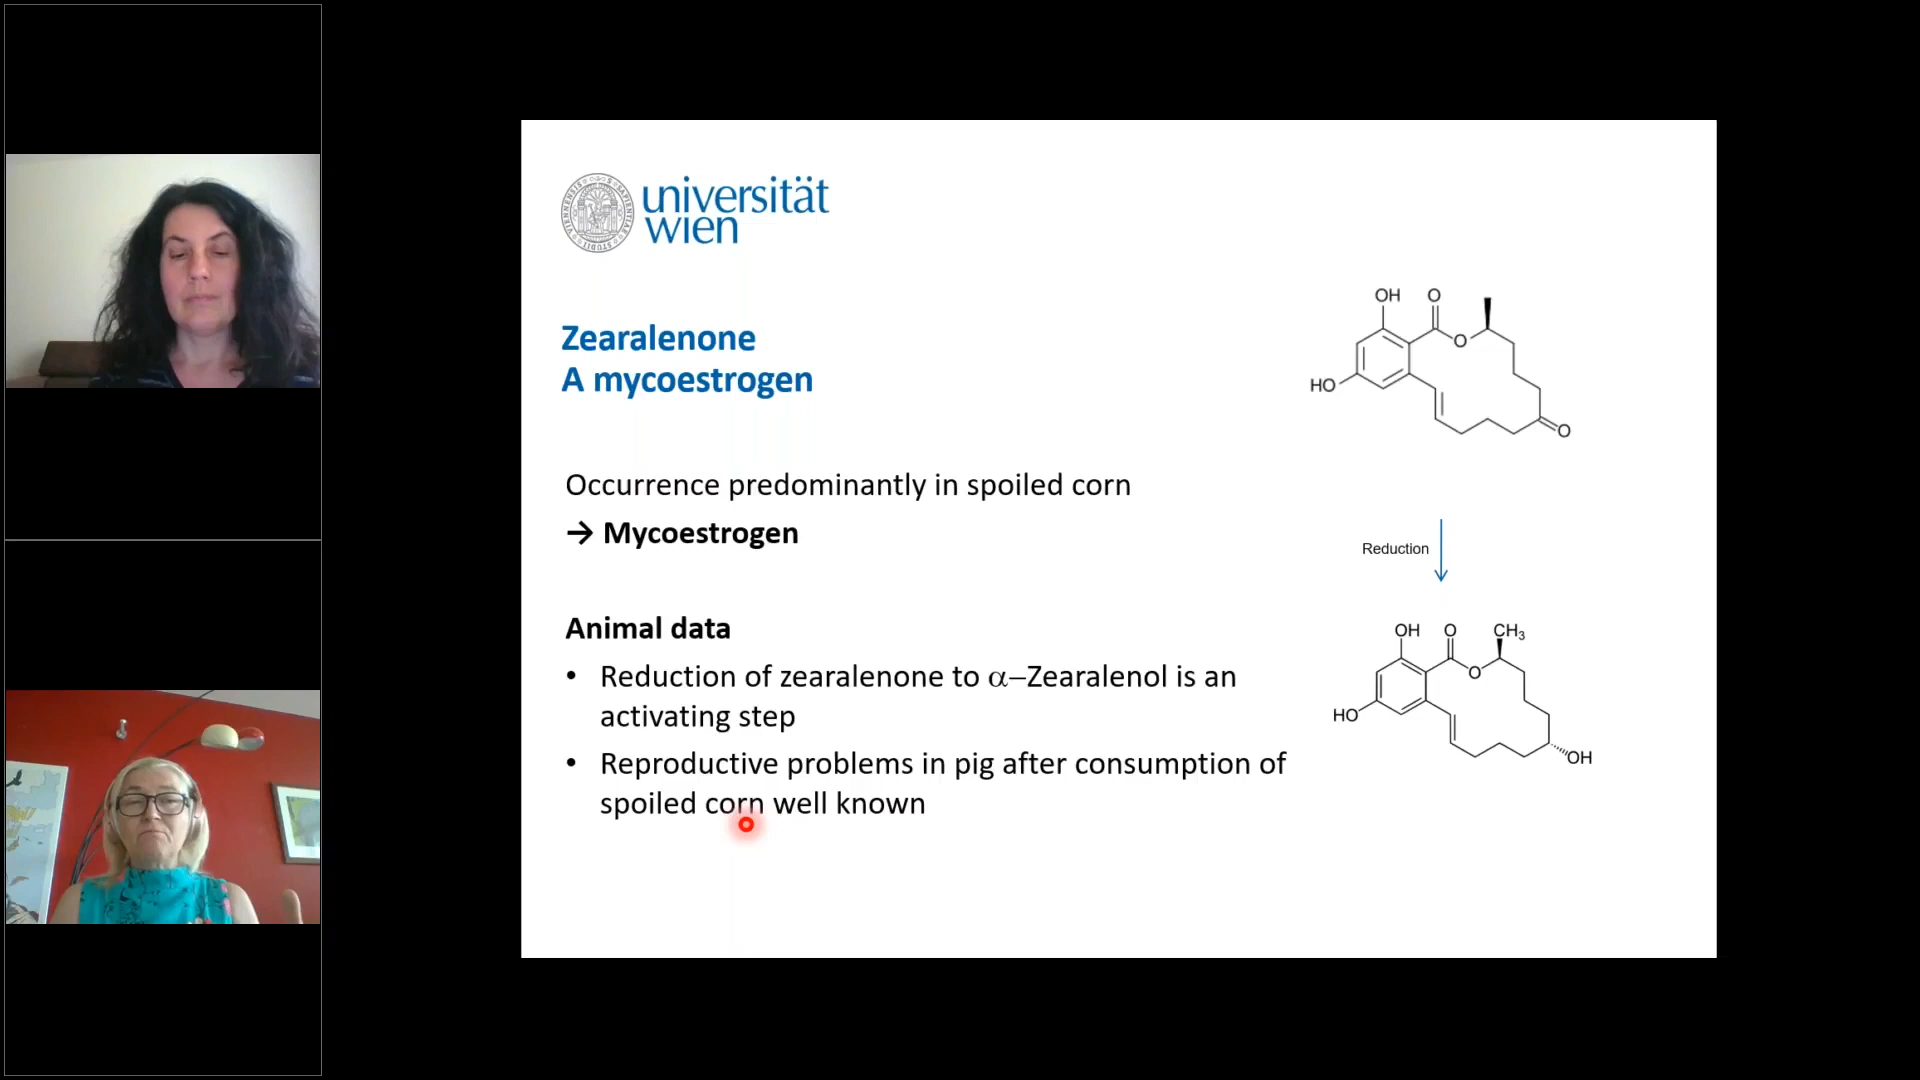 universität
wien
Zearalenone
A mycoestrogen
Occurrence predominantly in spoiled corn
→ Mycoestrogen
Animal data
• Reduction of zearalenone to α–Zearalenol is an
activating step
• Reproductive problems in pig after consumption of
spoiled corn well known
OH
O
O
HO
O
Reduction
OH
O
CH₃
O
HO
OH